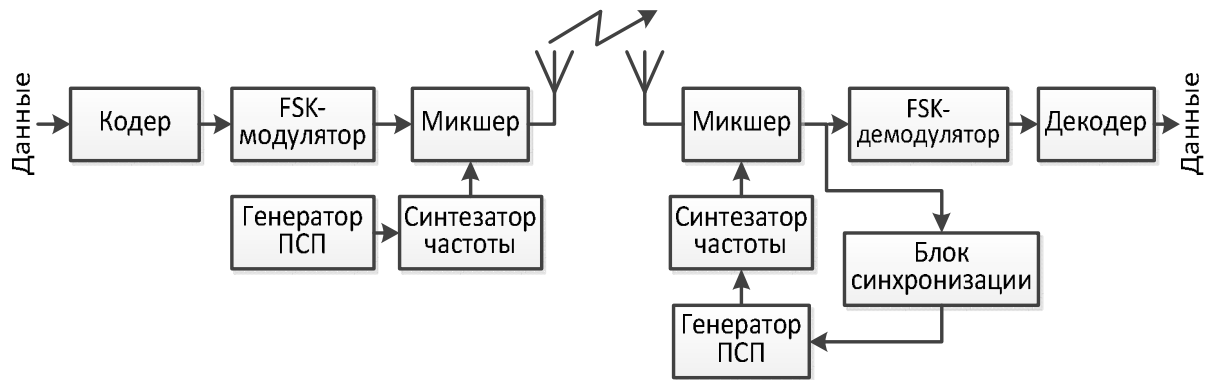 Данные
Кодер
FSK-
модулятор
Микшер
Генератор
ПСП
Синтезатор
частоты
Микшер
FSK-
демодулятор
Декодер
Данные
Синтезатор
частоты
Блок
синхронизации
Генератор
ПСП